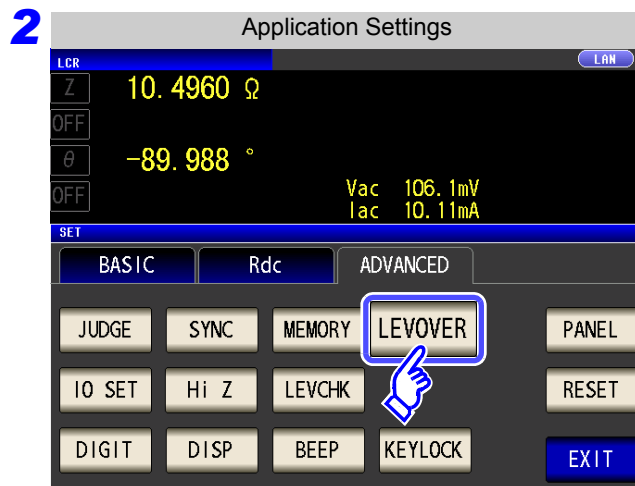 2
Application Settings
LCR
LAN
Z 10.4960 Ω
OFF
θ -89.988 °
OFF
Vac 106.1mV
Iac 10.11mA
SET
BASIC Rdc ADVANCED
JUDGE SYNC MEMORY LEVOVER PANEL
IO SET Hi Z LEVCHK RESET
DIGIT DISP BEEP KEYLOCK EXIT